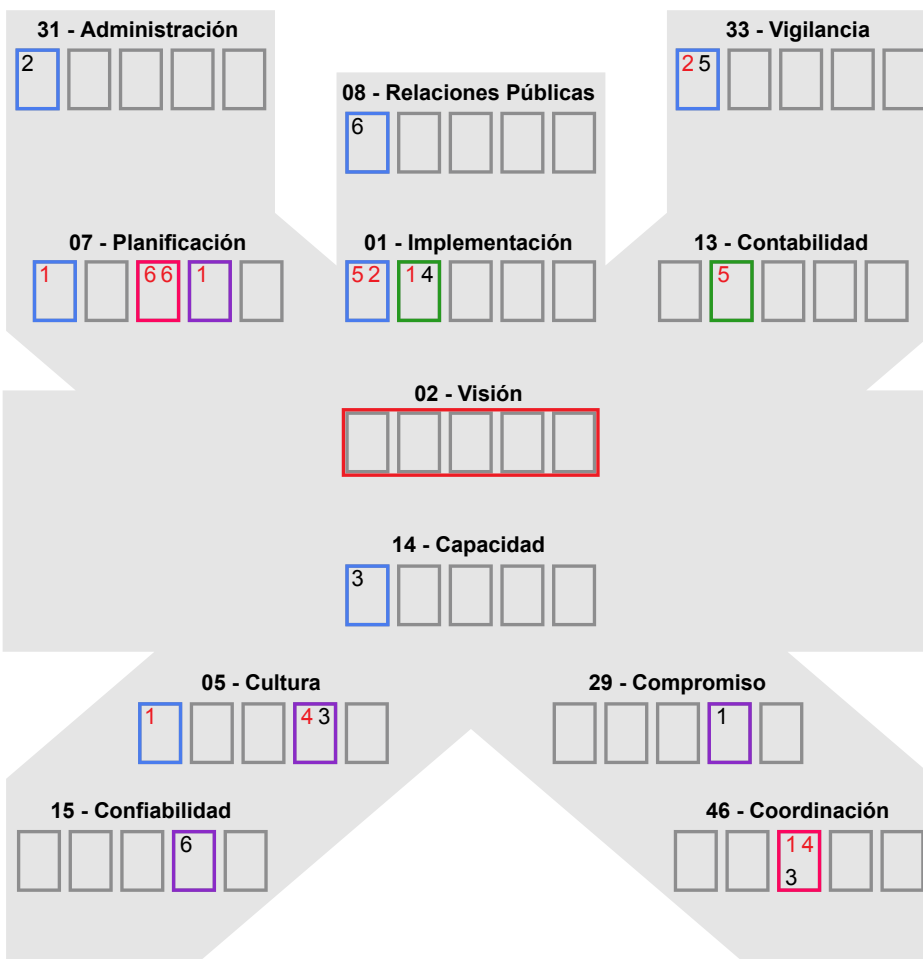 31 - Administración
2
33 - Vigilancia
2 5
08 - Relaciones Públicas
6
07 - Planificación
1 6 6 1
01 - Implementación
5 2 1 4
13 - Contabilidad
5
02 - Visión
14 - Capacidad
3
05 - Cultura
1 4 3
29 - Compromiso
1
15 - Confiabilidad
6
46 - Coordinación
1 4
3